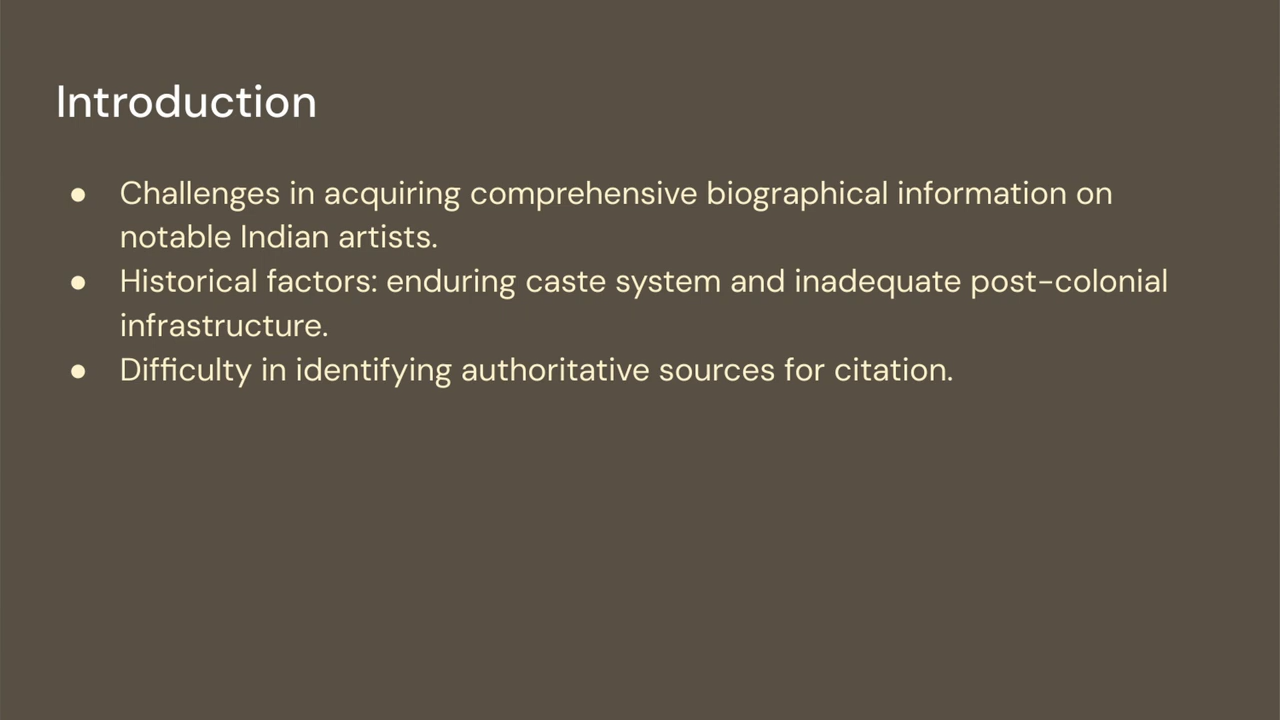 Introduction
● Challenges in acquiring comprehensive biographical information on
notable Indian artists.
● Historical factors: enduring caste system and inadequate post-colonial
infrastructure.
● Difficulty in identifying authoritative sources for citation.